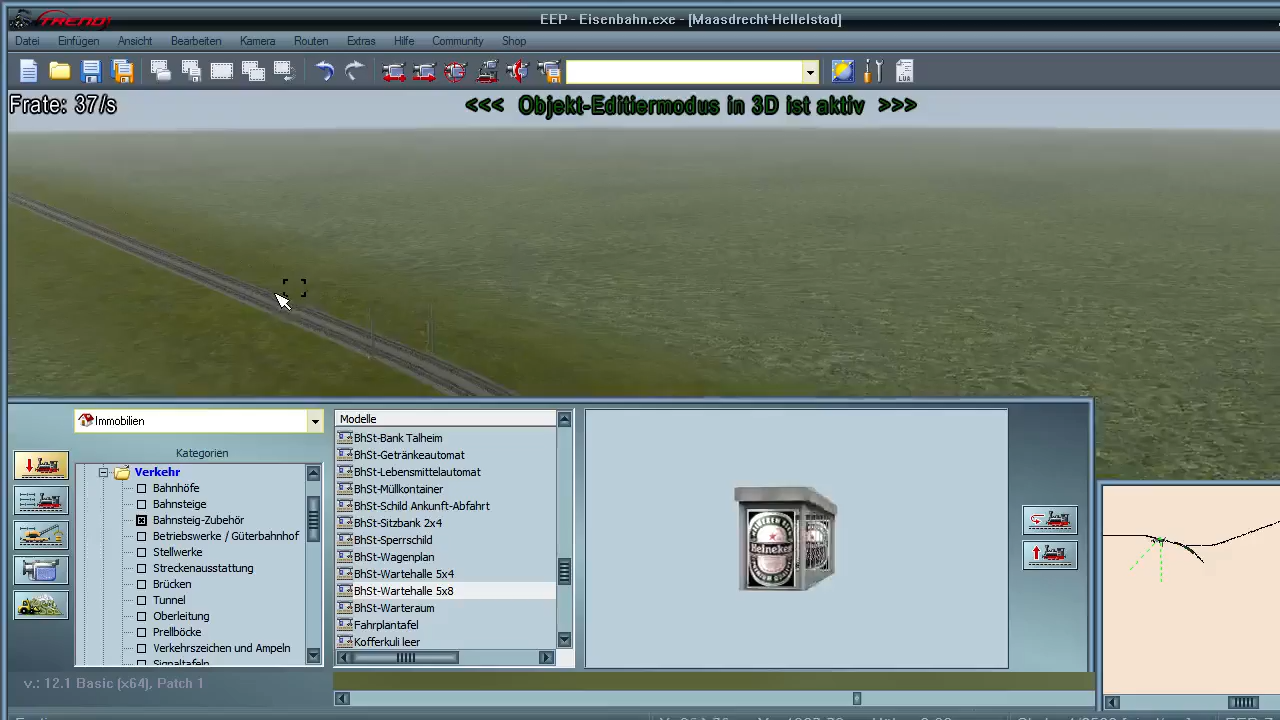 TREND
EEP - Eisenbahn.exe - [Maasdrecht-Hellelstad]
Datei Einfügen Ansicht Bearbeiten Kamera Routen Extras Hilfe Community Shop
LUA
Frate: 37/s
<<< Objekt-Editiermodus in 3D ist aktiv >>>
Immobilien
Kategorien
Verkehr
Bahnhöfe
Bahnsteige
Bahnsteig-Zubehör
Betriebswerke / Güterbahnhof
Stellwerke
Streckenausstattung
Brücken
Tunnel
Oberleitung
Prellböcke
Verkehrszeichen und Ampeln
Signaltafeln
Modelle
BhSt-Bank Talheim
BhSt-Getränkeautomat
BhSt-Lebensmittelautomat
BhSt-Müllkontainer
BhSt-Schild Ankunft-Abfahrt
BhSt-Sitzbank 2x4
BhSt-Sperrschild
BhSt-Wagenplan
BhSt-Wartehalle 5x4
BhSt-Wartehalle 5x8
BhSt-Warteraum
Fahrplantafel
Kofferkuli leer
Heineken
v.: 12.1 Basic (x64), Patch 1